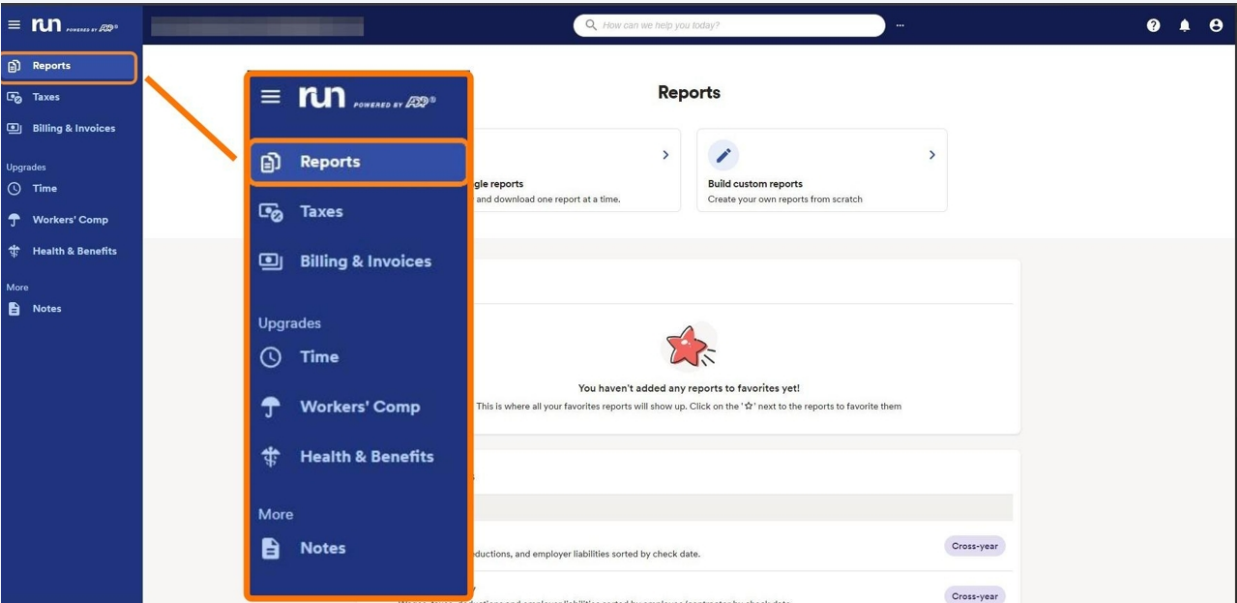 run POWERED BY ADP®
How can we help you today?
Reports
Taxes
Billing & Invoices
Upgrades
Time
Workers' Comp
Health & Benefits
More
Notes
run POWERED BY ADP®
Reports
Taxes
Billing & Invoices
Upgrades
Time
Workers' Comp
Health & Benefits
More
Notes
Reports
reports
and download one report at a time.
Build custom reports
Create your own reports from scratch
You haven't added any reports to favorites yet!
This is where all your favorites reports will show up. Click on the '☆' next to the reports to favorite them
and employer liabilities sorted by check date.
Cross-year
Cross-year